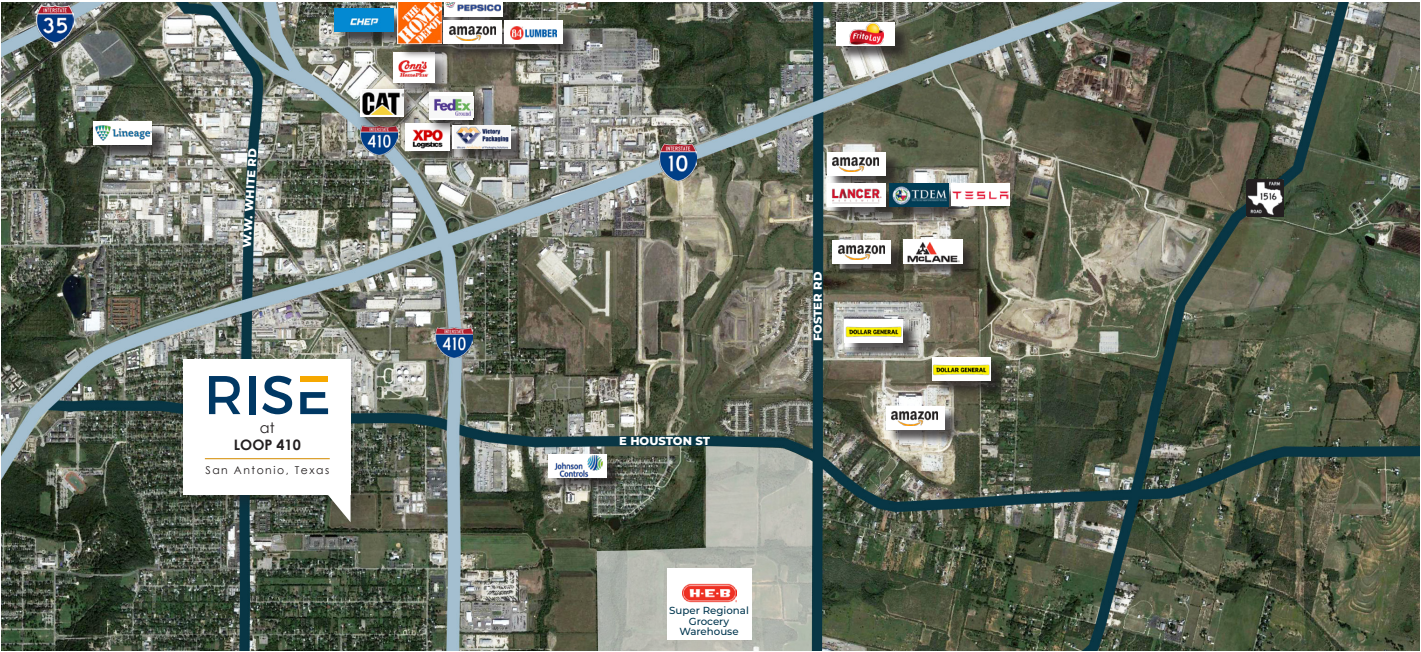 INTERSTATE
35
CHEP
THE
HOME
DEPOT
PEPSICO
amazon
84 LUMBER
Conn's
HomePlus
CAT
FedEx
Ground
INTERSTATE
410
XPO
Logistics
Victory
Packaging
Lineage
W.W. WHITE RD
INTERSTATE
10
Frito Lay
amazon
LANCER
TDEM
TESLA
amazon
McLANE
FARM
1516
ROAD
FOSTER RD
INTERSTATE
410
DOLLAR GENERAL
DOLLAR GENERAL
amazon
RISE
at
LOOP 410
San Antonio, Texas
E HOUSTON ST
Johnson
Controls
H-E-B
Super Regional
Grocery
Warehouse